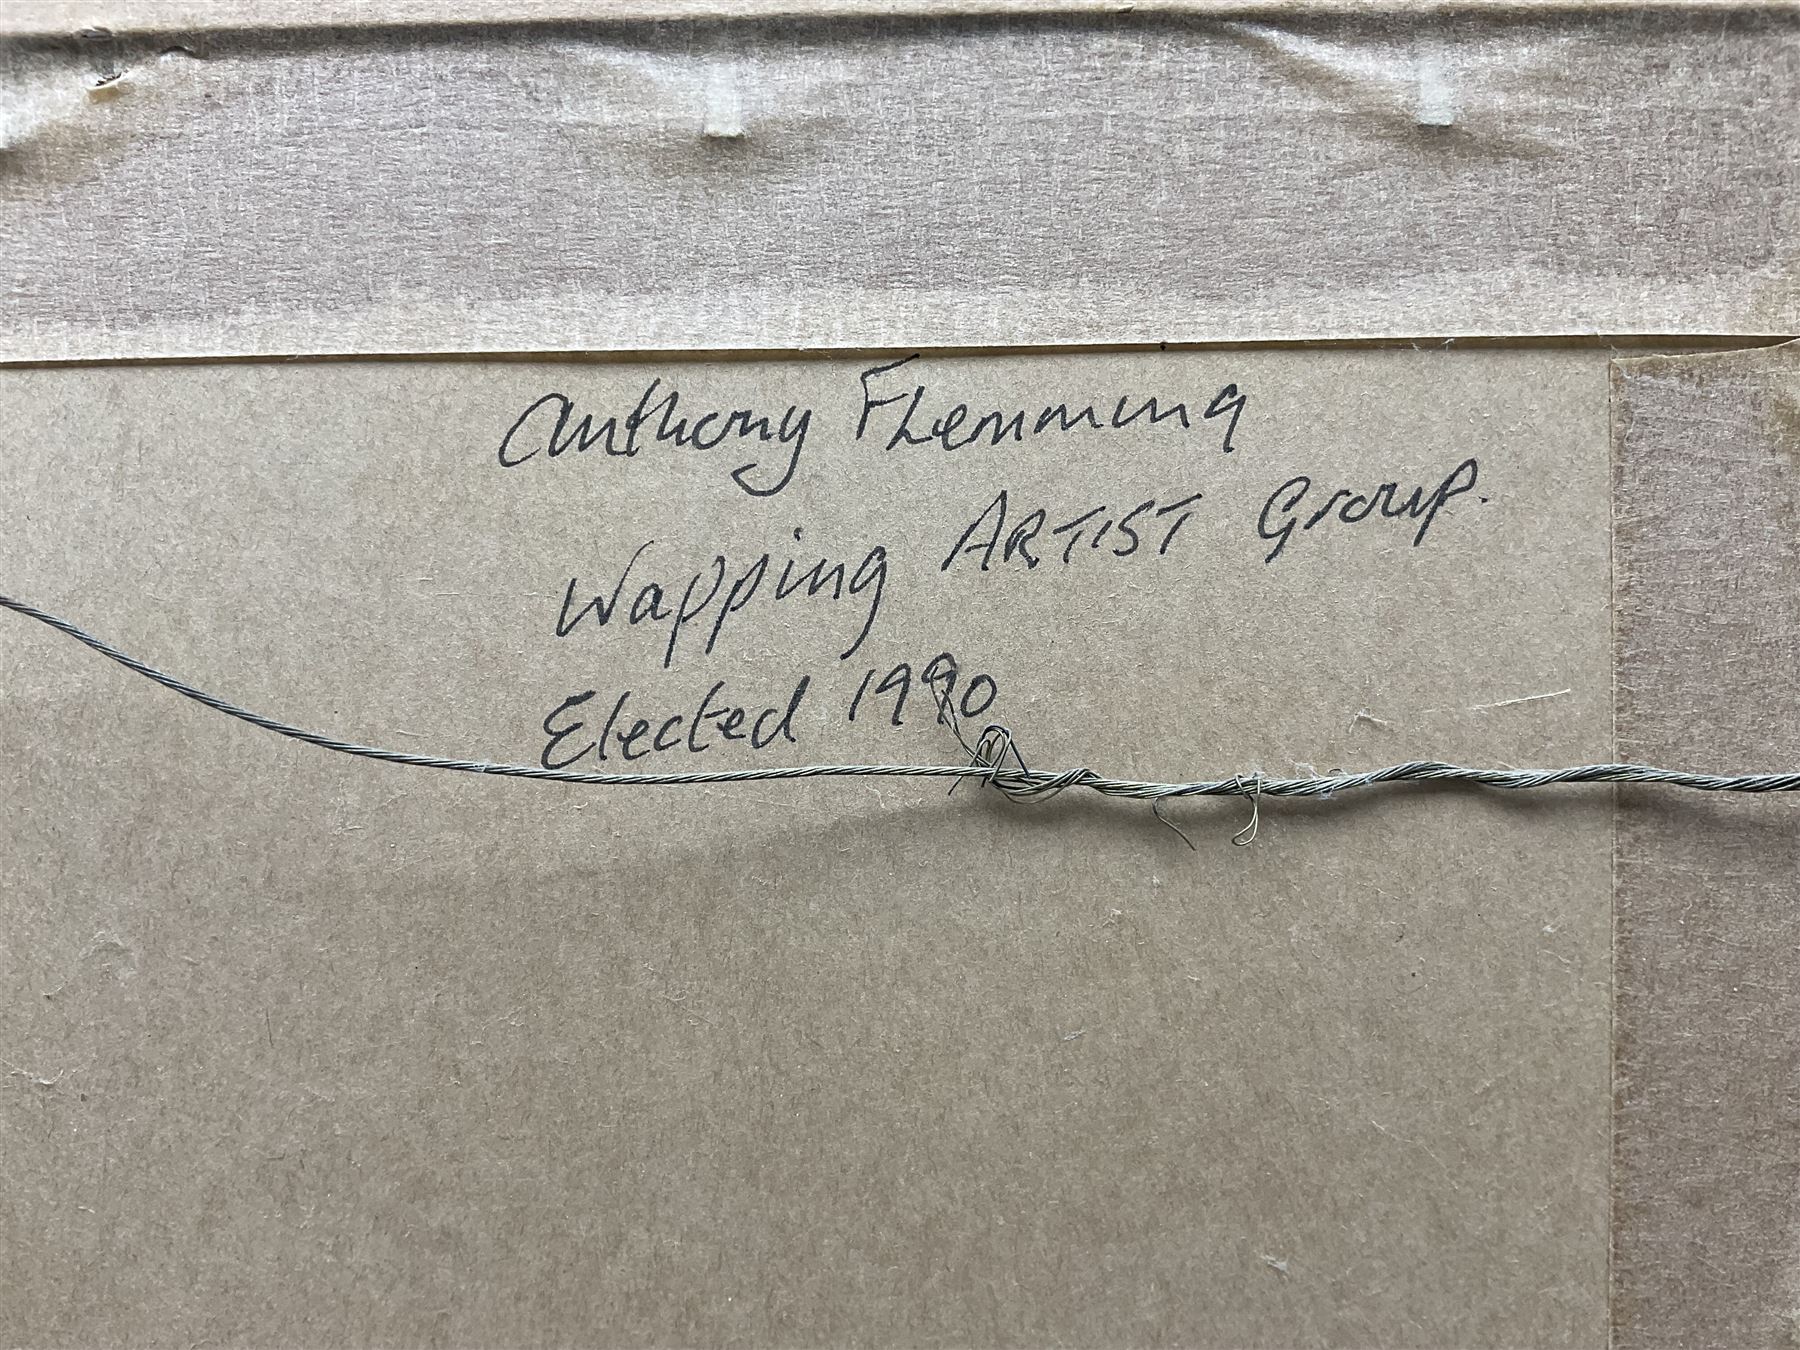 Anthony Flemming
Wapping ARTIST Group.
Elected 1990